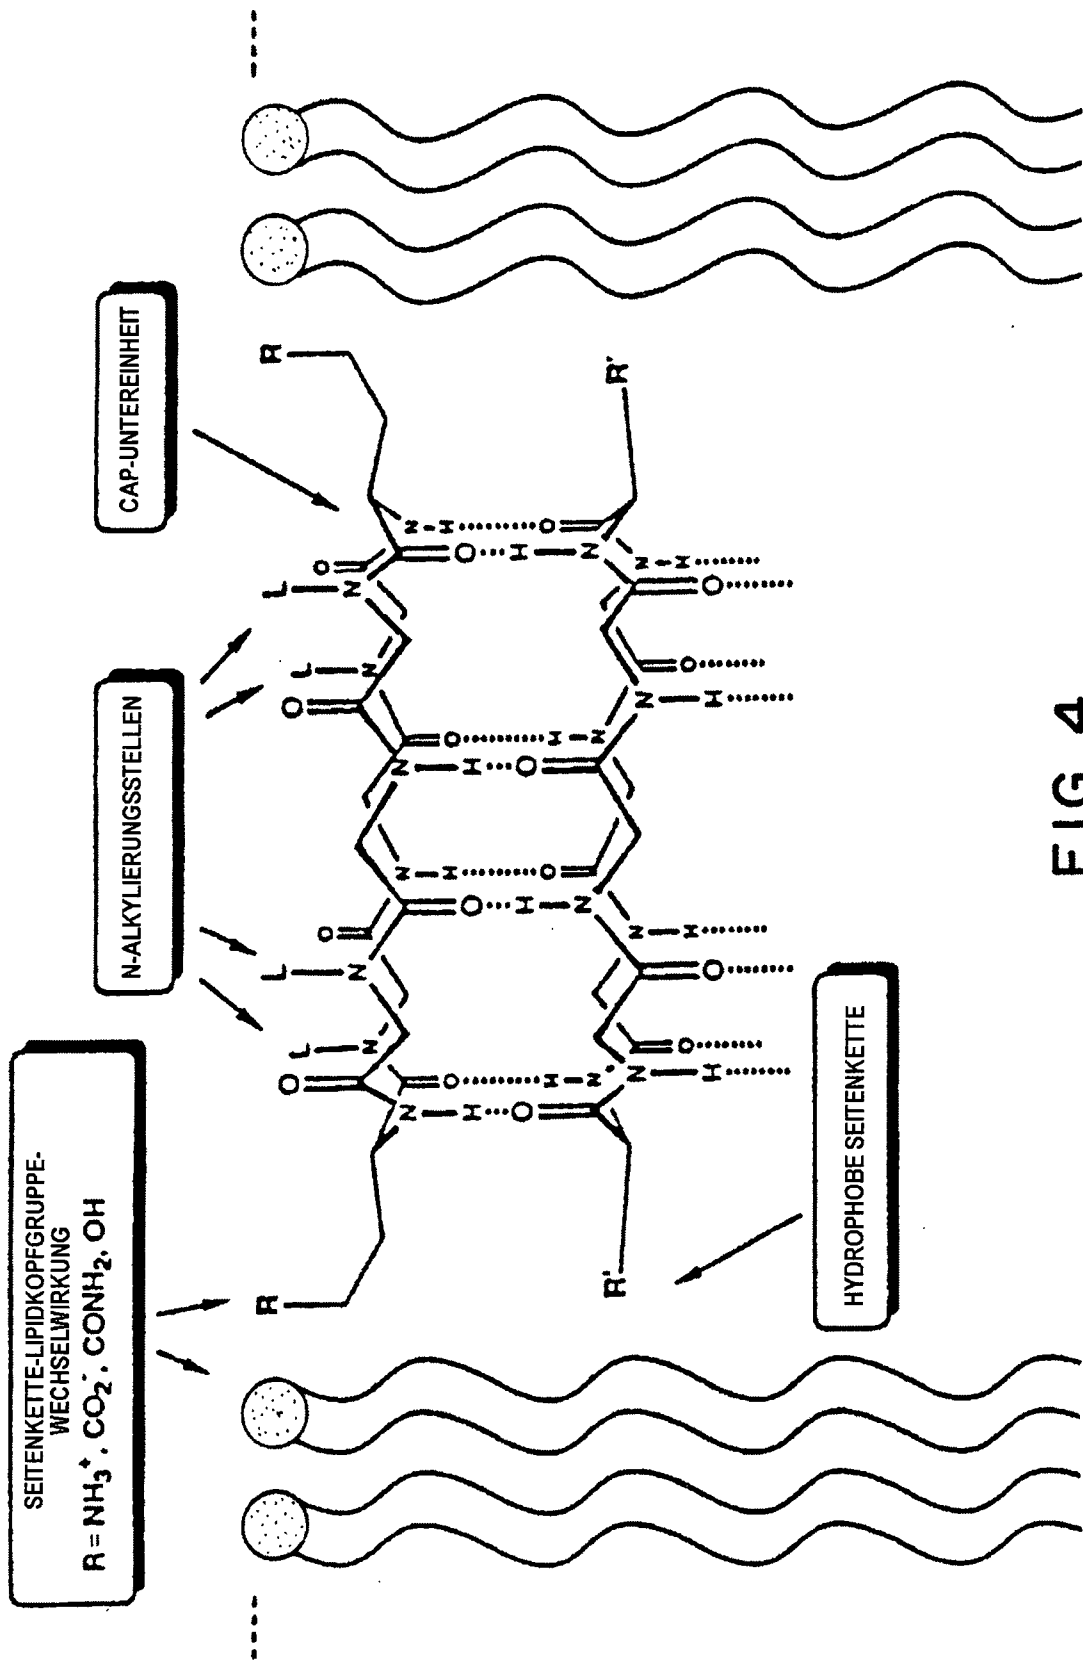 SEITENKETTE-LIPIDKOPFGRUPPE-
WECHSELWIRKUNG
R = NH₃⁺, CO₂⁻, CONH₂, OH
N-ALKYLIERUNGSSTELLEN
CAP-UNTEREINHEIT
R L L R
O L O L
O O
N N N N
N N N N
O H O H
H O H O
O H O H
H O H O
N N N N
R' N N N N R'
O H O H
H O H O
HYDROPHOBE SEITENKETTE
FIG 4